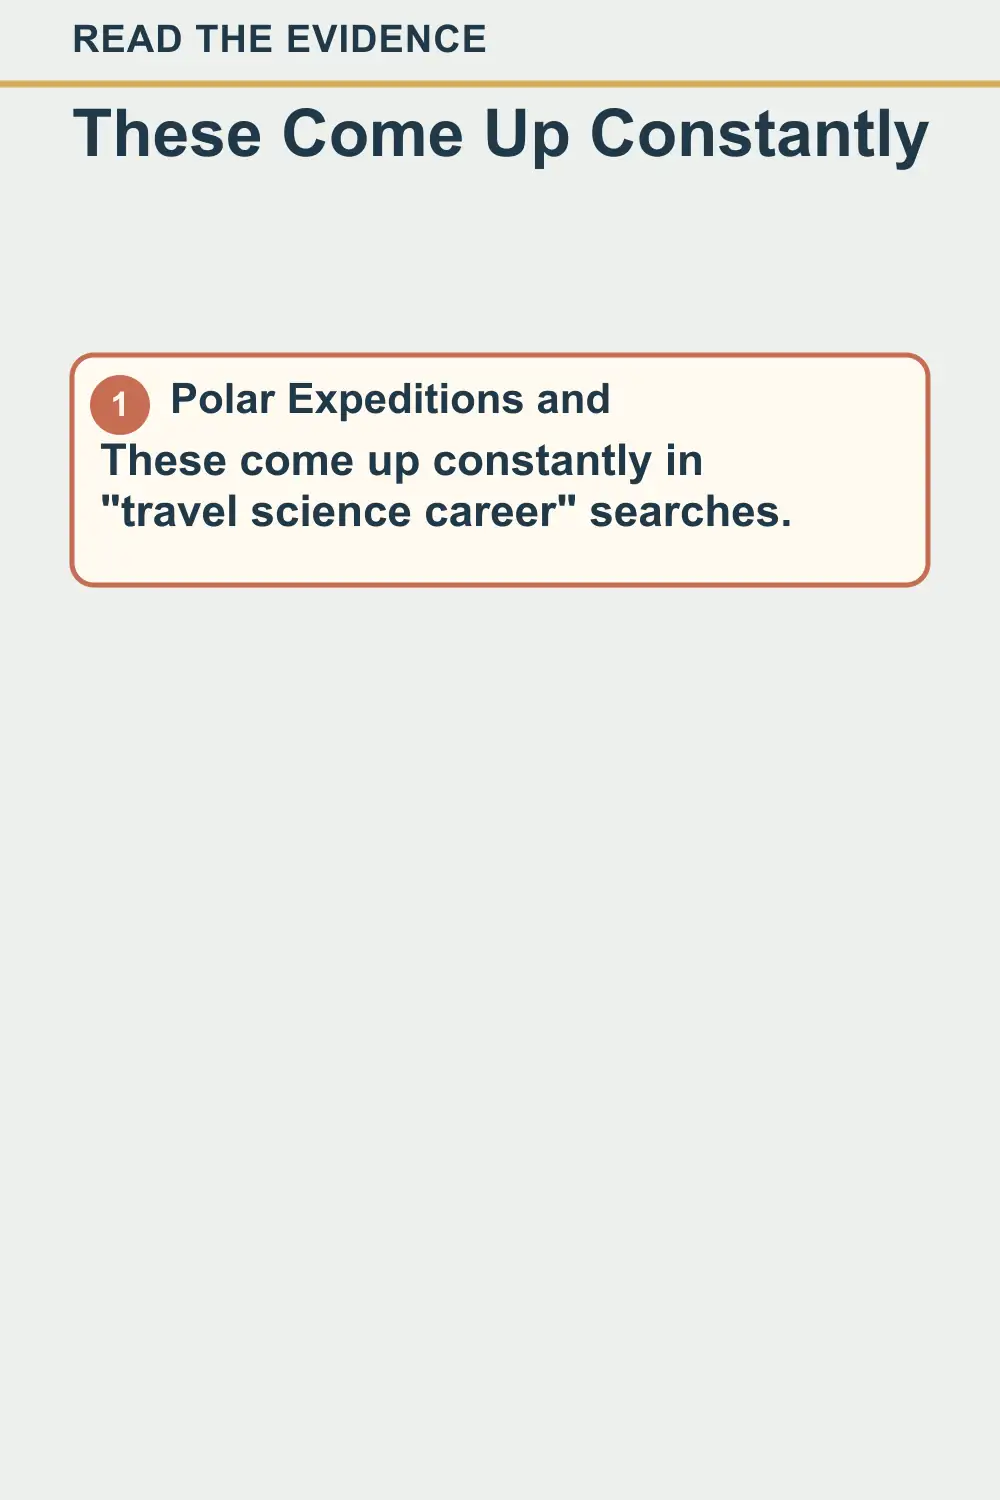 READ THE EVIDENCE
These Come Up Constantly
1 Polar Expeditions and
These come up constantly in
"travel science career" searches.